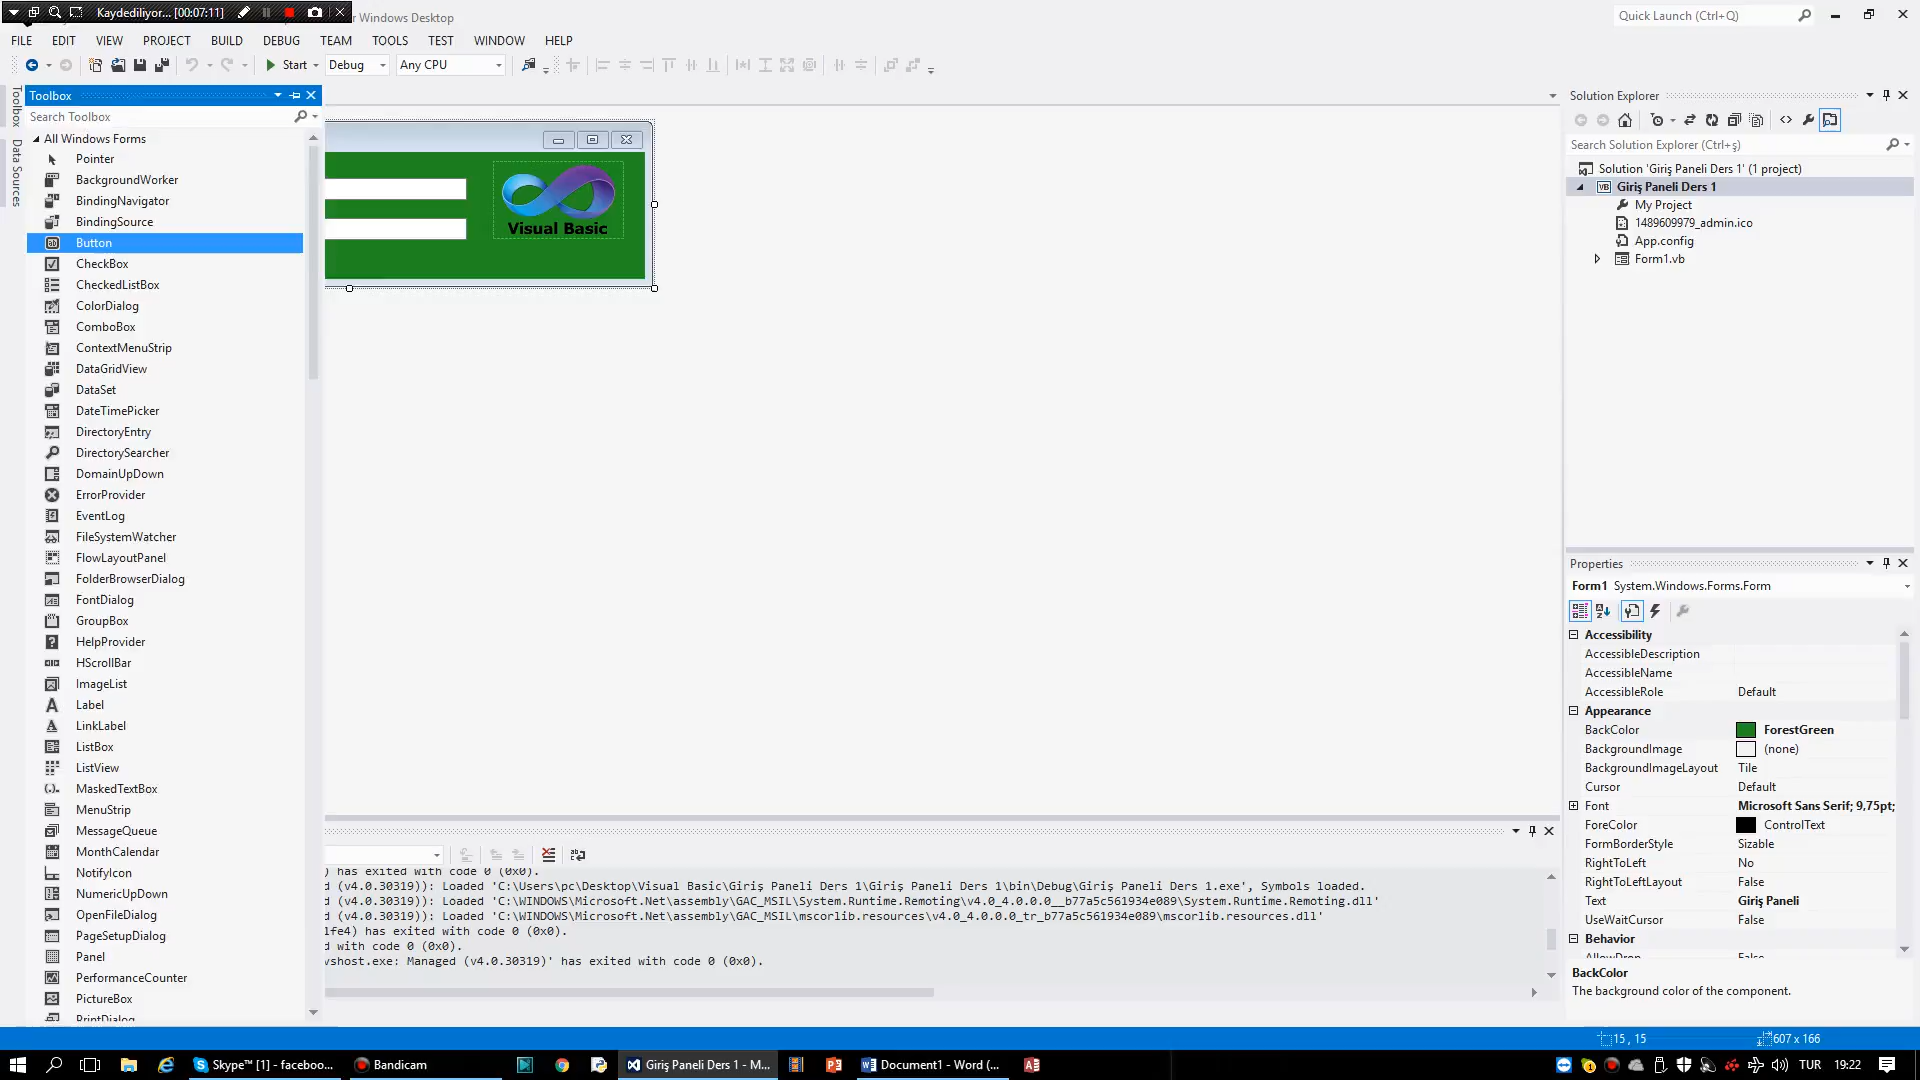 Kaydediliyor... [00:07:11]
r Windows Desktop
Quick Launch (Ctrl+Q)
FILE EDIT VIEW PROJECT BUILD DEBUG TEAM TOOLS TEST WINDOW HELP
Start Debug Any CPU
Toolbox
Data Sources
Toolbox
Search Toolbox
All Windows Forms
Pointer
BackgroundWorker
BindingNavigator
BindingSource
Button
CheckBox
CheckedListBox
ColorDialog
ComboBox
ContextMenuStrip
DataGridView
DataSet
DateTimePicker
DirectoryEntry
DirectorySearcher
DomainUpDown
ErrorProvider
EventLog
FileSystemWatcher
FlowLayoutPanel
FolderBrowserDialog
FontDialog
GroupBox
HelpProvider
HScrollBar
ImageList
Label
LinkLabel
ListBox
ListView
MaskedTextBox
MenuStrip
MessageQueue
MonthCalendar
NotifyIcon
NumericUpDown
OpenFileDialog
PageSetupDialog
Panel
PerformanceCounter
PictureBox
PrintDialog
Visual Basic
) has exited with code 0 (0x0).
d (v4.0.30319)): Loaded 'C:\Users\pc\Desktop\Visual Basic\Giriş Paneli Ders 1\Giriş Paneli Ders 1\bin\Debug\Giriş Paneli Ders 1.exe', Symbols loaded.
d (v4.0.30319)): Loaded 'C:\WINDOWS\Microsoft.Net\assembly\GAC_MSIL\System.Runtime.Remoting\v4.0_4.0.0.0__b77a5c561934e089\System.Runtime.Remoting.dll'
d (v4.0.30319)): Loaded 'C:\WINDOWS\Microsoft.Net\assembly\GAC_MSIL\mscorlib.resources\v4.0_4.0.0.0_tr_b77a5c561934e089\mscorlib.resources.dll'
1fe4) has exited with code 0 (0x0).
d with code 0 (0x0).
vshost.exe: Managed (v4.0.30319)' has exited with code 0 (0x0).
Solution Explorer
Search Solution Explorer (Ctrl+ş)
Solution 'Giriş Paneli Ders 1' (1 project)
VB Giriş Paneli Ders 1
My Project
1489609979_admin.ico
App.config
Form1.vb
Properties
Form1 System.Windows.Forms.Form
Accessibility
AccessibleDescription
AccessibleName
AccessibleRole Default
Appearance
BackColor ForestGreen
BackgroundImage (none)
BackgroundImageLayout Tile
Cursor Default
Font Microsoft Sans Serif; 9,75pt;
ForeColor ControlText
FormBorderStyle Sizable
RightToLeft No
RightToLeftLayout False
Text Giriş Paneli
UseWaitCursor False
Behavior
AllowDrop False
BackColor
The background color of the component.
15 , 15 607 x 166
Skype™ [1] - faceboo... Bandicam Giriş Paneli Ders 1 - M... Document1 - Word (... TUR 19:22